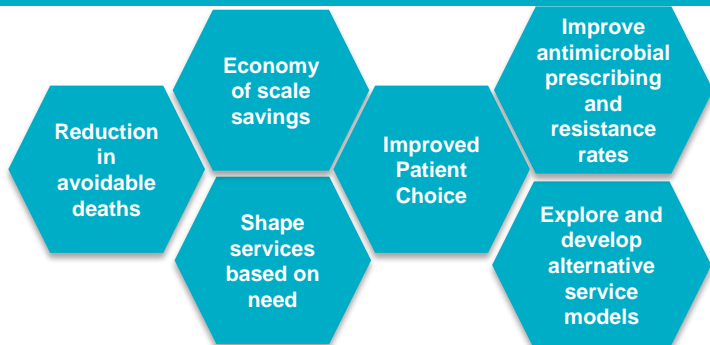 Reduction
in
avoidable
deaths
Economy
of scale
savings
Shape
services
based on
need
Improved
Patient
Choice
Improve
antimicrobial
prescribing
and
resistance
rates
Explore and
develop
alternative
service
models